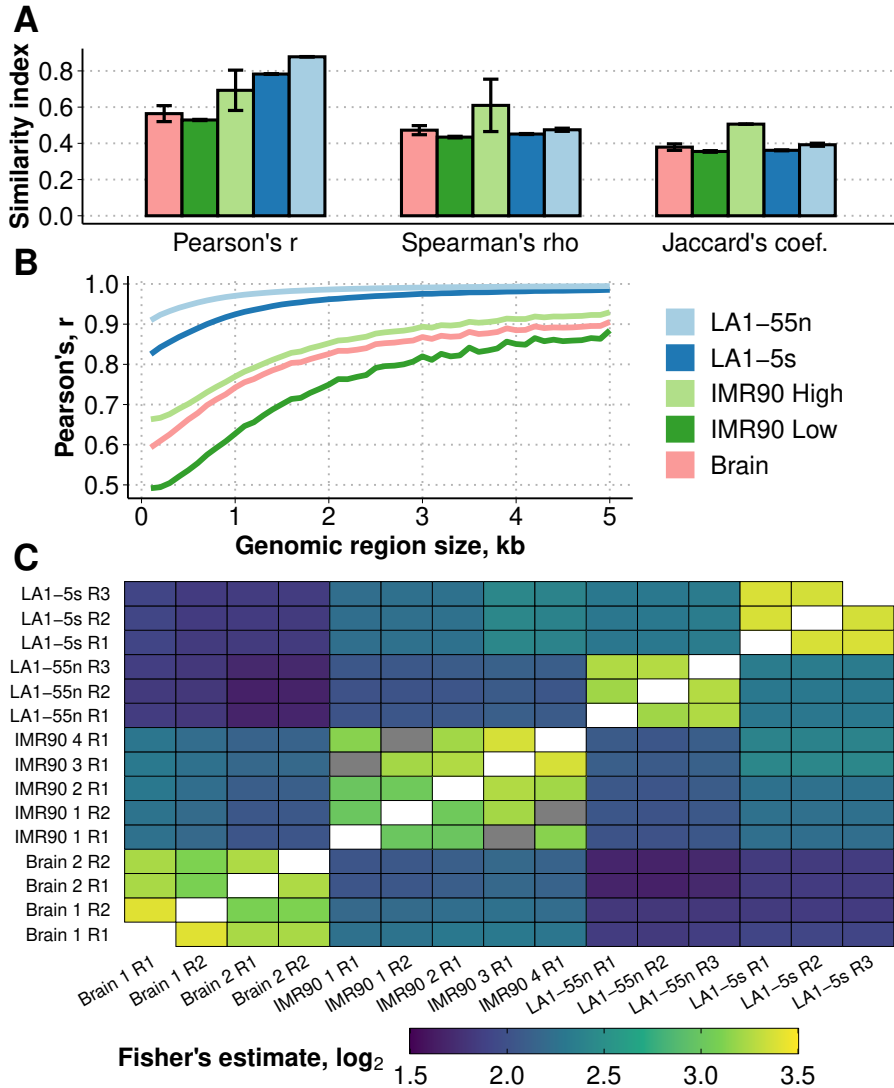 A
Similarity index
0.8
0.6
0.4
0.2
0.0
Pearson's r
Spearman's rho
Jaccard's coef.
B
Pearson's, r
1.0
0.9
0.8
0.7
0.6
0.5
0
1
2
3
4
5
Genomic region size, kb
LA1−55n
LA1−5s
IMR90 High
IMR90 Low
Brain
C
LA1−5s R3
LA1−5s R2
LA1−5s R1
LA1−55n R3
LA1−55n R2
LA1−55n R1
IMR90 4 R1
IMR90 3 R1
IMR90 2 R1
IMR90 1 R2
IMR90 1 R1
Brain 2 R2
Brain 2 R1
Brain 1 R2
Brain 1 R1
Brain 1 R1
Brain 1 R2
Brain 2 R1
Brain 2 R2
IMR90 1 R1
IMR90 1 R2
IMR90 2 R1
IMR90 3 R1
IMR90 4 R1
LA1−55n R1
LA1−55n R2
LA1−55n R3
LA1−5s R1
LA1−5s R2
LA1−5s R3
Fisher's estimate, log₂
1.5
2.0
2.5
3.0
3.5